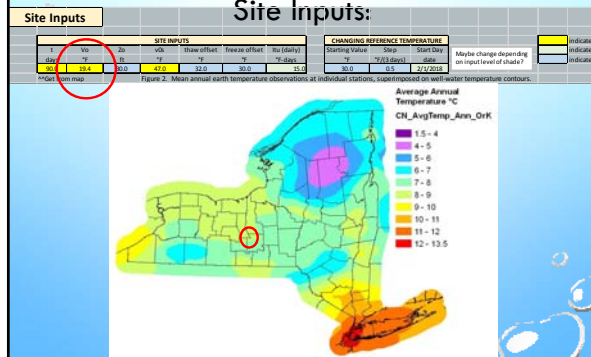 Site Inputs:
Site Inputs
SITE INPUTS
CHANGING REFERENCE TEMPERATURE
t Vo Zo v0s thaw offset freeze offset Itu (daily) Starting Value Step Start Day
days °F ft °F °F °F °F-days °F °F/(3 days) date
90.0 19.4 47.0 32.0 30.0 15.0 30.0 0.5 2/1/2018
Maybe change depending
on input level of shade?
indicate
indicate
indicate
**Get from map
Figure 2. Mean annual earth temperature observations at individual stations, superimposed on well-water temperature contours.
Average Annual
Temperature °C
CN_AvgTemp_Ann_OrK
1.5 - 4
4 - 5
5 - 6
6 - 7
7 - 8
8 - 9
9 - 10
10 - 11
11 - 12
12 - 13.5